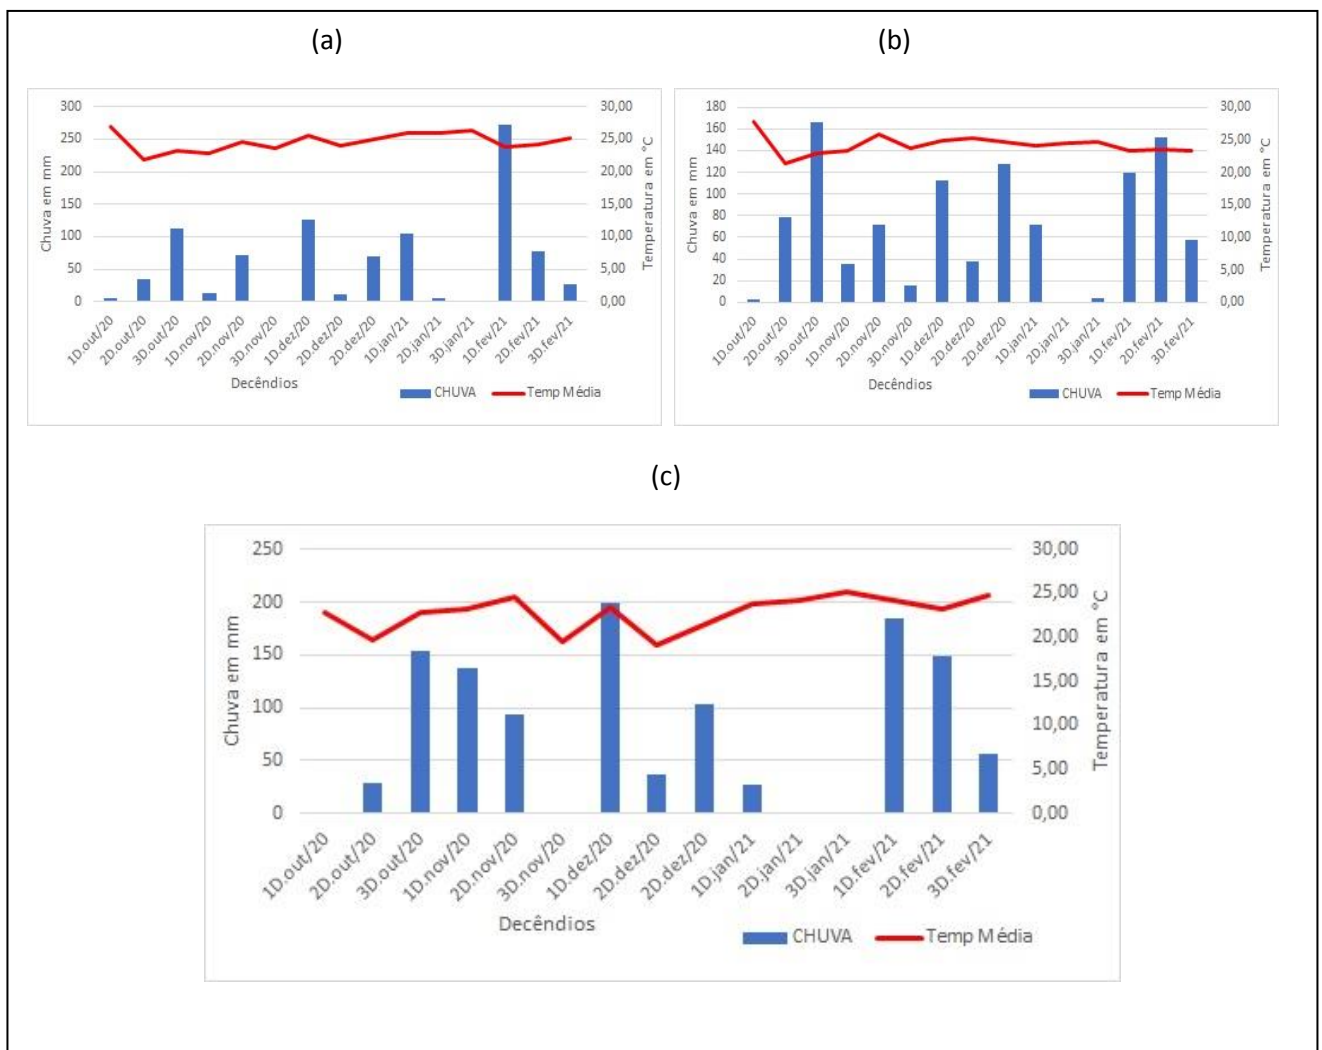 (a)
300
250
200
150
100
50
0
Chuva em mm
30,00
25,00
20,00
15,00
10,00
5,00
0,00
Temperatura em °C
1D.out/20
2D.out/20
3D.out/20
1D.nov/20
2D.nov/20
3D.nov/20
1D.dez/20
2D.dez/20
2D.dez/20
1D.jan/21
2D.jan/21
3D.jan/21
1D.fev/21
2D.fev/21
3D.fev/21
Decêndios
CHUVA Temp Média
(b)
180
160
140
120
100
80
60
40
20
0
Chuva em mm
30,00
25,00
20,00
15,00
10,00
5,00
0,00
Temperatura em °C
1D.out/20
2D.out/20
3D.out/20
1D.nov/20
2D.nov/20
3D.nov/20
1D.dez/20
2D.dez/20
2D.dez/20
1D.jan/21
2D.jan/21
3D.jan/21
1D.fev/21
2D.fev/21
3D.fev/21
Decêndios
CHUVA Temp Média
(c)
250
200
150
100
50
0
Chuva em mm
30,00
25,00
20,00
15,00
10,00
5,00
0,00
Temperatura em °C
1D.out/20
2D.out/20
3D.out/20
1D.nov/20
2D.nov/20
3D.nov/20
1D.dez/20
2D.dez/20
2D.dez/20
1D.jan/21
2D.jan/21
3D.jan/21
1D.fev/21
2D.fev/21
3D.fev/21
Decêndios
CHUVA Temp Média